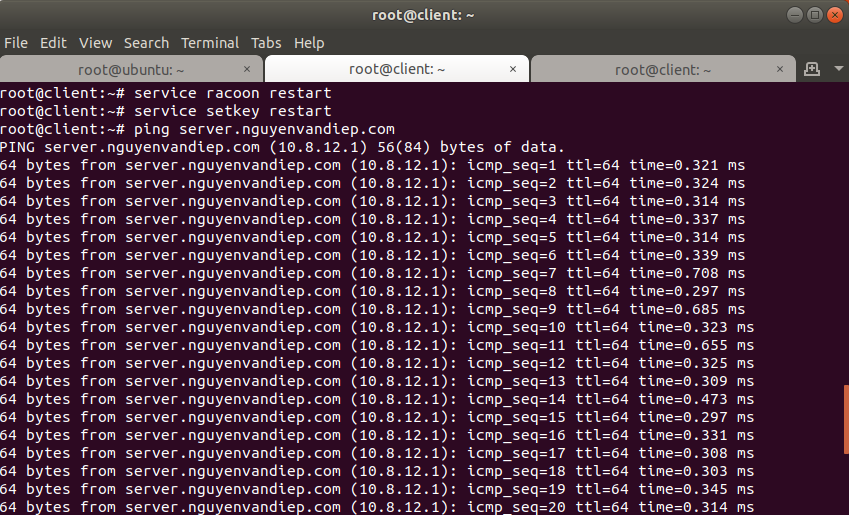 root@client: ~
File Edit View Search Terminal Tabs Help
root@ubuntu: ~ × root@client: ~ × root@client: ~ ×
root@client:~# service racoon restart
root@client:~# service setkey restart
root@client:~# ping server.nguyenvandiep.com
PING server.nguyenvandiep.com (10.8.12.1) 56(84) bytes of data.
64 bytes from server.nguyenvandiep.com (10.8.12.1): icmp_seq=1 ttl=64 time=0.321 ms
64 bytes from server.nguyenvandiep.com (10.8.12.1): icmp_seq=2 ttl=64 time=0.324 ms
64 bytes from server.nguyenvandiep.com (10.8.12.1): icmp_seq=3 ttl=64 time=0.314 ms
64 bytes from server.nguyenvandiep.com (10.8.12.1): icmp_seq=4 ttl=64 time=0.337 ms
64 bytes from server.nguyenvandiep.com (10.8.12.1): icmp_seq=5 ttl=64 time=0.314 ms
64 bytes from server.nguyenvandiep.com (10.8.12.1): icmp_seq=6 ttl=64 time=0.339 ms
64 bytes from server.nguyenvandiep.com (10.8.12.1): icmp_seq=7 ttl=64 time=0.708 ms
64 bytes from server.nguyenvandiep.com (10.8.12.1): icmp_seq=8 ttl=64 time=0.297 ms
64 bytes from server.nguyenvandiep.com (10.8.12.1): icmp_seq=9 ttl=64 time=0.685 ms
64 bytes from server.nguyenvandiep.com (10.8.12.1): icmp_seq=10 ttl=64 time=0.323 ms
64 bytes from server.nguyenvandiep.com (10.8.12.1): icmp_seq=11 ttl=64 time=0.655 ms
64 bytes from server.nguyenvandiep.com (10.8.12.1): icmp_seq=12 ttl=64 time=0.325 ms
64 bytes from server.nguyenvandiep.com (10.8.12.1): icmp_seq=13 ttl=64 time=0.309 ms
64 bytes from server.nguyenvandiep.com (10.8.12.1): icmp_seq=14 ttl=64 time=0.473 ms
64 bytes from server.nguyenvandiep.com (10.8.12.1): icmp_seq=15 ttl=64 time=0.297 ms
64 bytes from server.nguyenvandiep.com (10.8.12.1): icmp_seq=16 ttl=64 time=0.331 ms
64 bytes from server.nguyenvandiep.com (10.8.12.1): icmp_seq=17 ttl=64 time=0.308 ms
64 bytes from server.nguyenvandiep.com (10.8.12.1): icmp_seq=18 ttl=64 time=0.303 ms
64 bytes from server.nguyenvandiep.com (10.8.12.1): icmp_seq=19 ttl=64 time=0.345 ms
64 bytes from server.nguyenvandiep.com (10.8.12.1): icmp_seq=20 ttl=64 time=0.314 ms